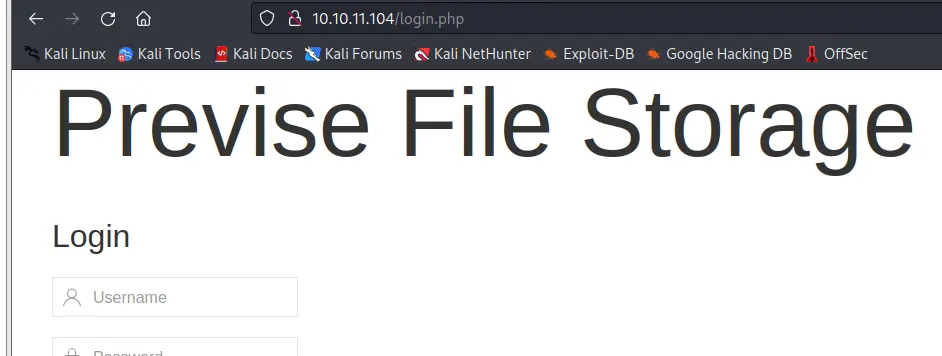 10.10.11.104/login.php
Kali Linux Kali Tools Kali Docs Kali Forums Kali NetHunter Exploit-DB Google Hacking DB OffSec
Previse File Storage
Login
Username
Password